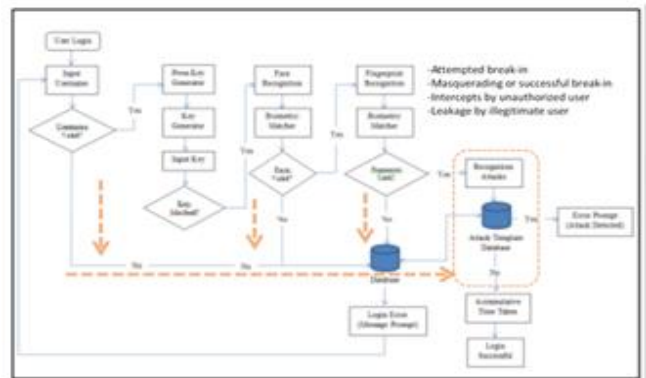 User Login
Input
Username
Username
Valid?
Yes
Press Key
Generator
Key
Generator
Input Key
Key
Matched?
Yes
Face
Recognition
Biometric
Matcher
Face
Valid?
Yes
Fingerprint
Recognition
Biometric
Matcher
Fingerprint
Valid?
-Attempted break-in
-Masquerading or successful break-in
-Intercepts by unauthorized user
-Leakage by illegitimate user
Yes
Recognition
Attacks
Attack Template
Database
Yes
Error Prompt
(Attack Detected)
No
No
No
No
Database
No
Login Error
(Message Prompt)
Accumulative
Time Taken
Login
Successful